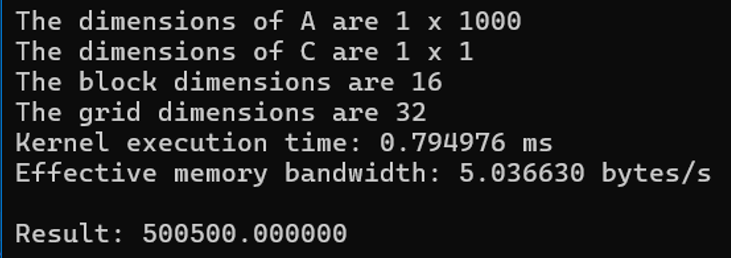 The dimensions of A are 1 x 1000
The dimensions of C are 1 x 1
The block dimensions are 16
The grid dimensions are 32
Kernel execution time: 0.794976 ms
Effective memory bandwidth: 5.036630 bytes/s
Result: 500500.000000